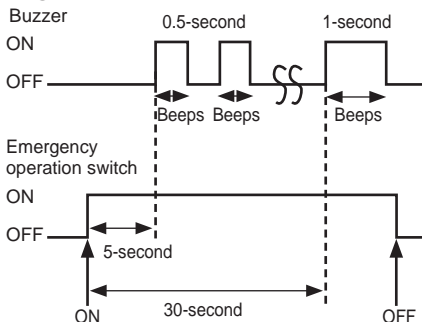 Buzzer
0.5-second 1-second
ON
OFF
Beeps Beeps Beeps
Emergency
operation switch
ON
OFF
5-second
30-second
ON OFF